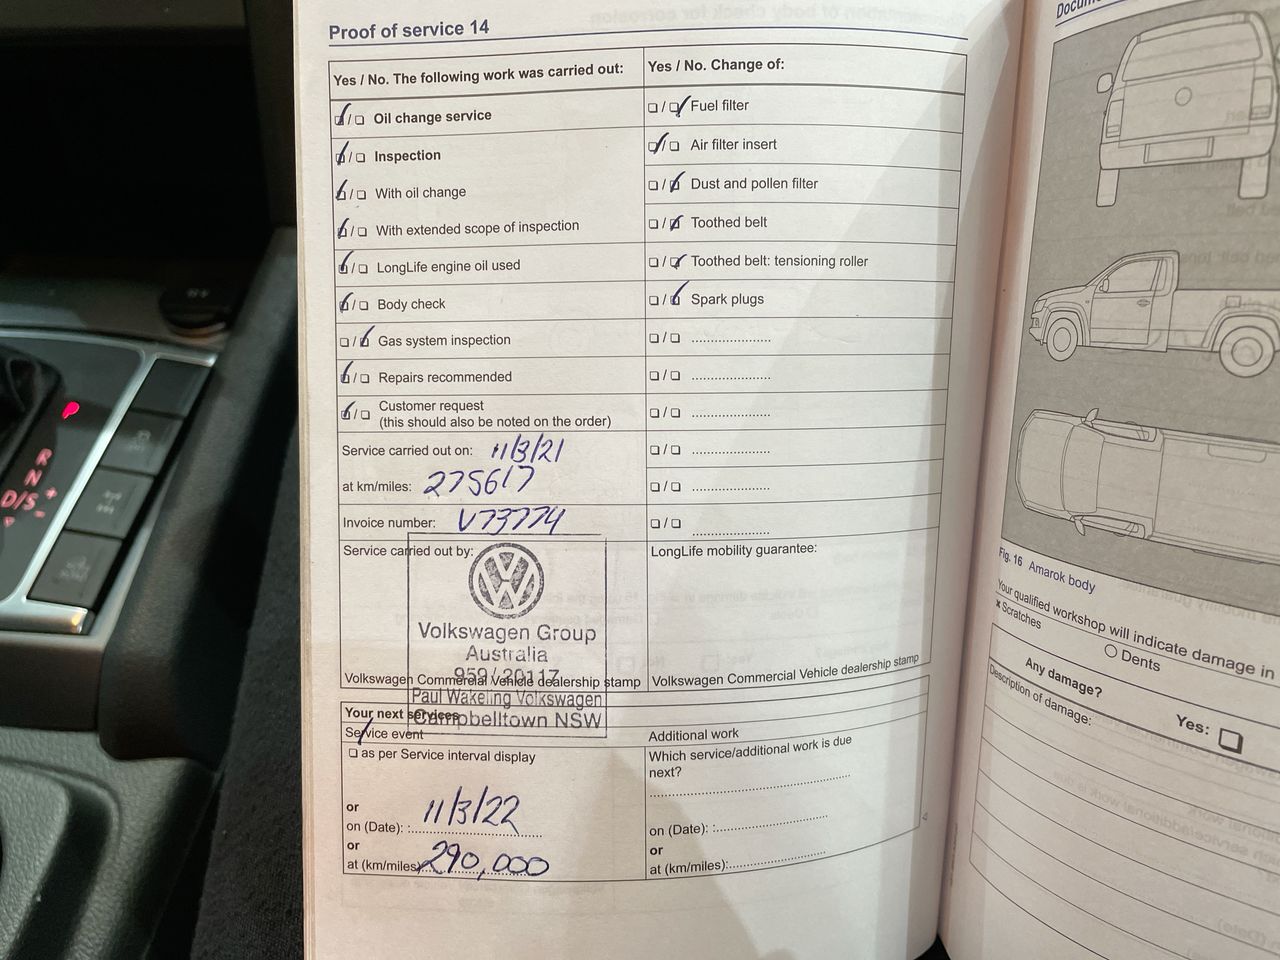 Proof of service 14
Yes / No. The following work was carried out:
Oil change service
Inspection
With oil change
With extended scope of inspection
LongLife engine oil used
Body check
Gas system inspection
Repairs recommended
Customer request
(this should also be noted on the order)
Service carried out on: 11/3/21
at km/miles: 275617
Invoice number: V73774
Service carried out by:
Volkswagen Group
Australia
959 / 20117
Volkswagen Commercial Vehicle dealership stamp
Paul Wakeling Volkswagen
Campbelltown NSW
Yes / No. Change of:
Fuel filter
Air filter insert
Dust and pollen filter
Toothed belt
Toothed belt: tensioning roller
Spark plugs
LongLife mobility guarantee:
Volkswagen Commercial Vehicle dealership stamp
Your next services
Service event
as per Service interval display
or
on (Date): : 11/3/22
or
at (km/miles): 290,000
Additional work
Which service/additional work is due
next?
on (Date): :
or
at (km/miles):
Fig. 16 Amarok body
Your qualified workshop will indicate damage in
x Scratches
Dents
Any damage?
Yes:
Description of damage:
R
N
D/S
+
-